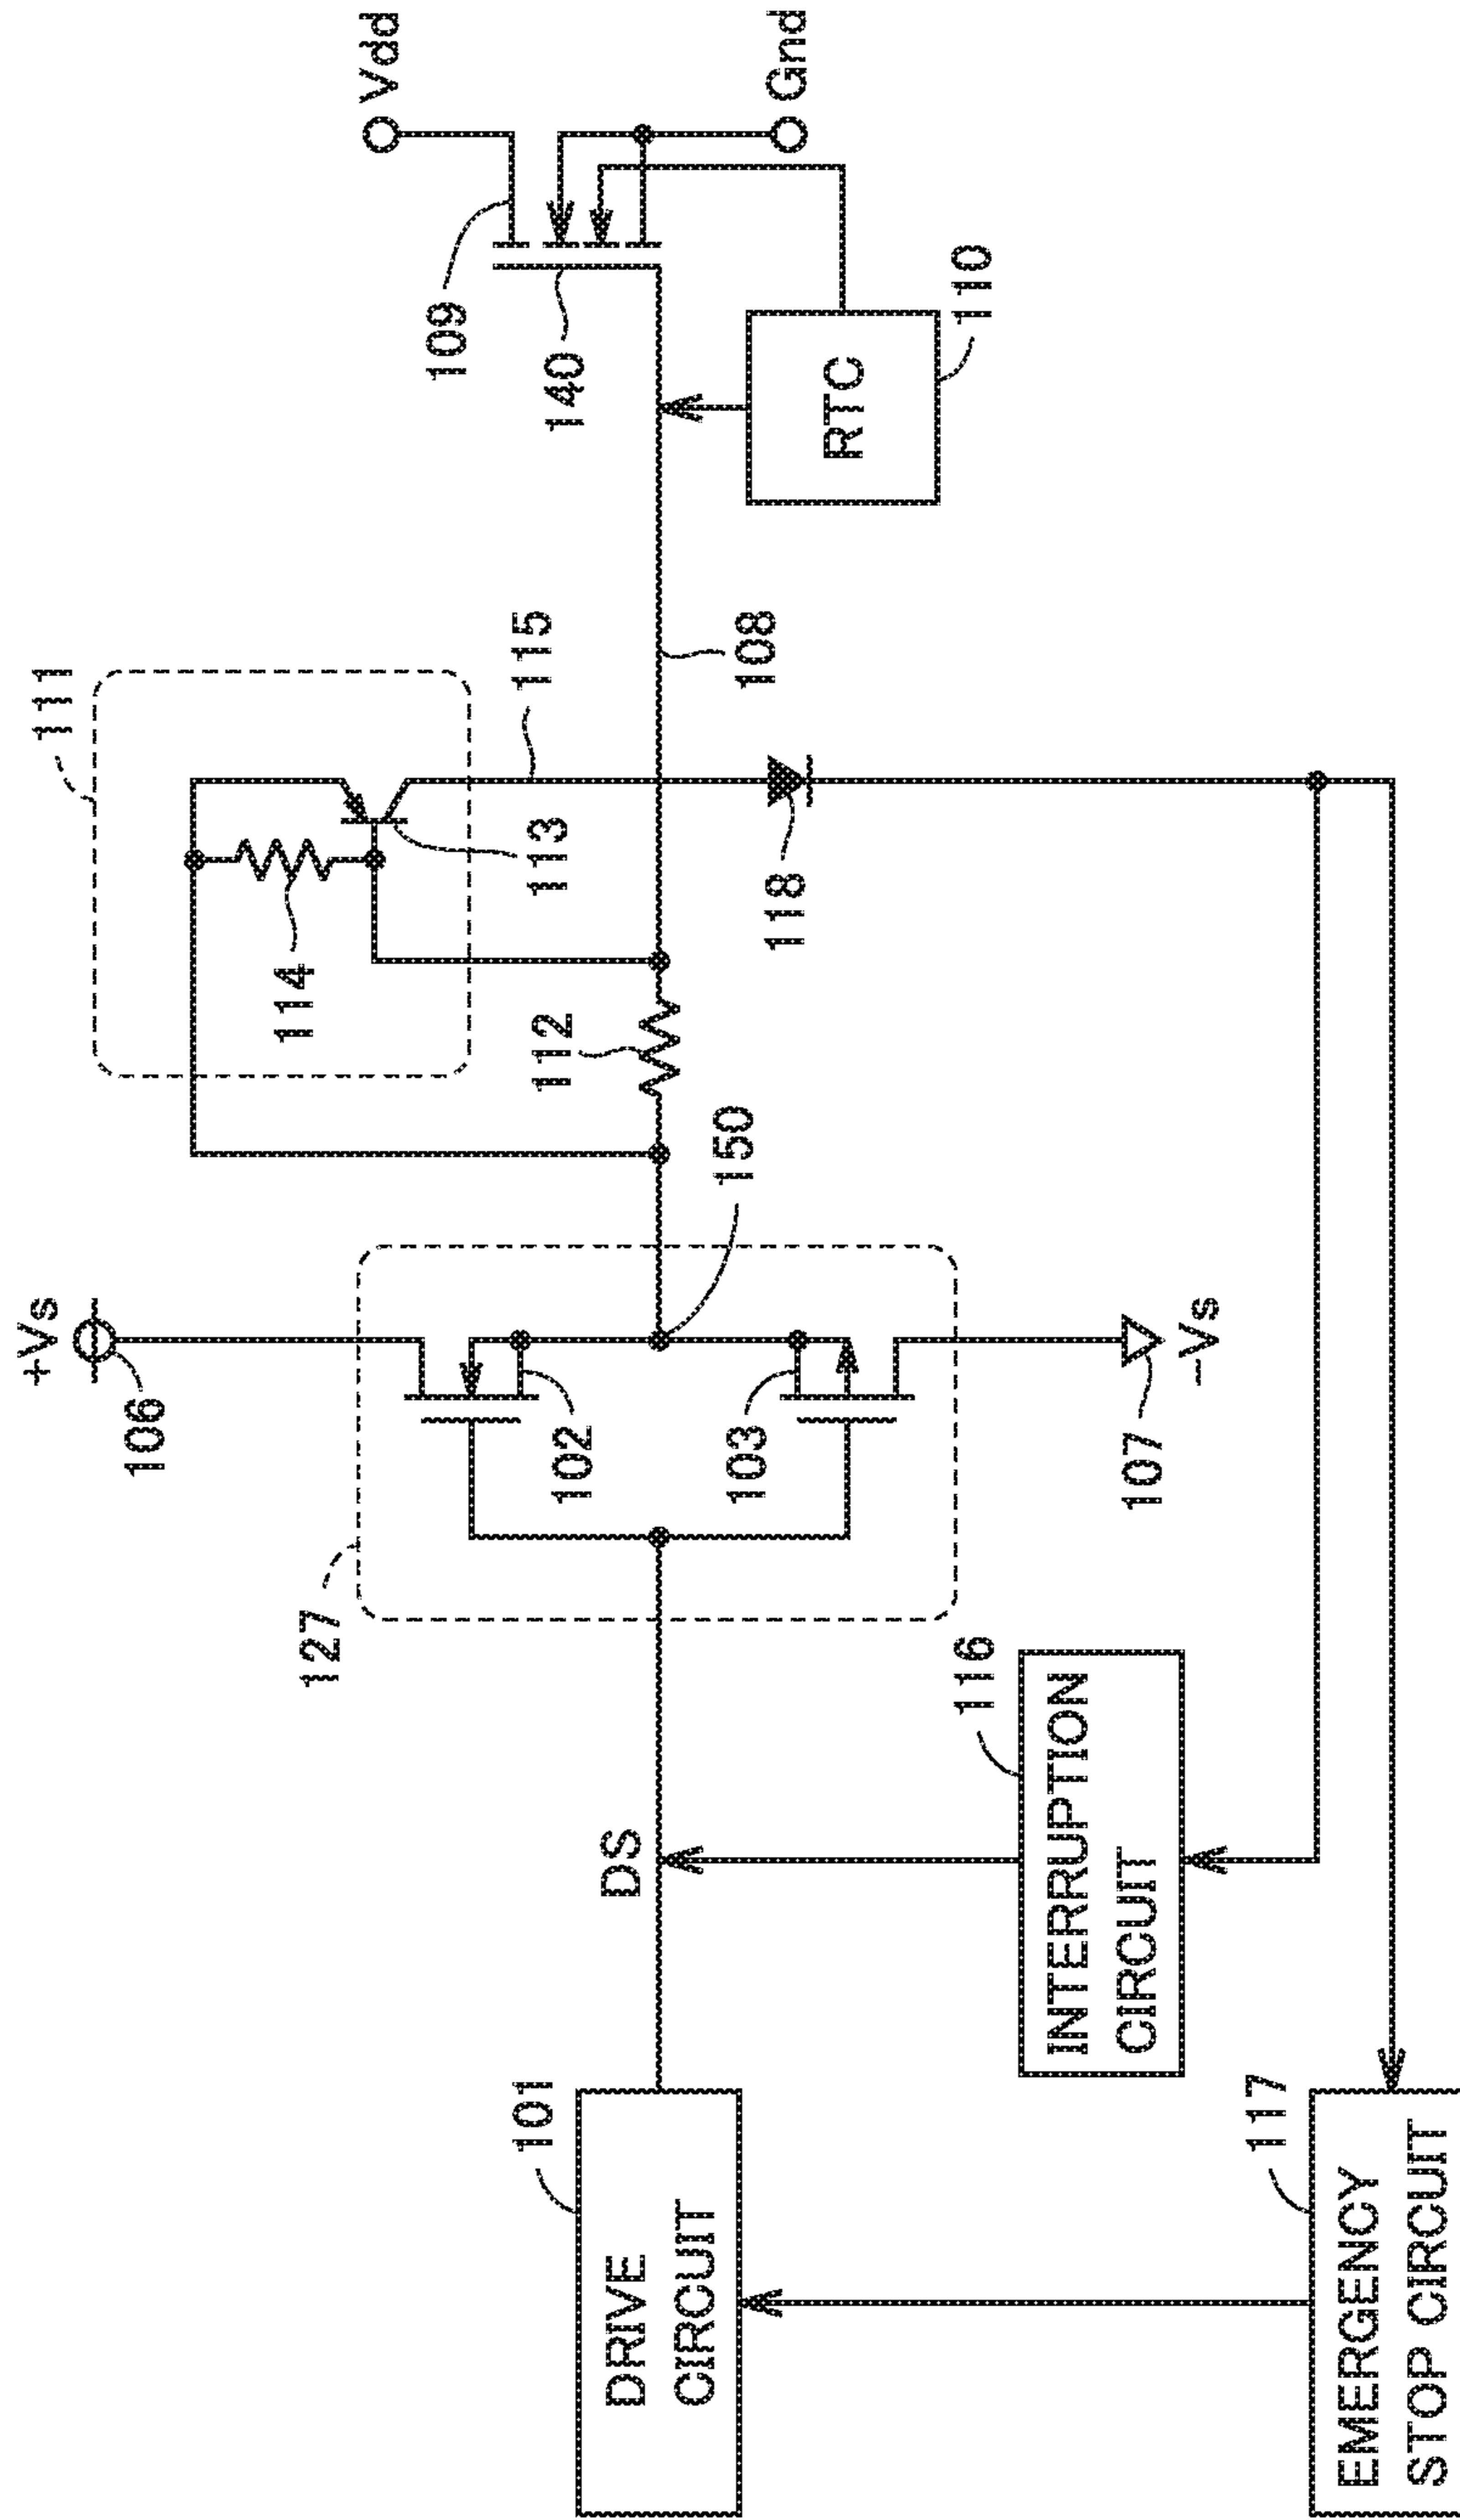 +Vs
106
127
102
103
150
107
-Vs
DS
101
DRIVE
CIRCUIT
116
INTERRUPTION
CIRCUIT
117
EMERGENCY
STOP CIRCUIT
111
114
113
112
115
118
108
109
140
Vdd
Gnd
RTC
110